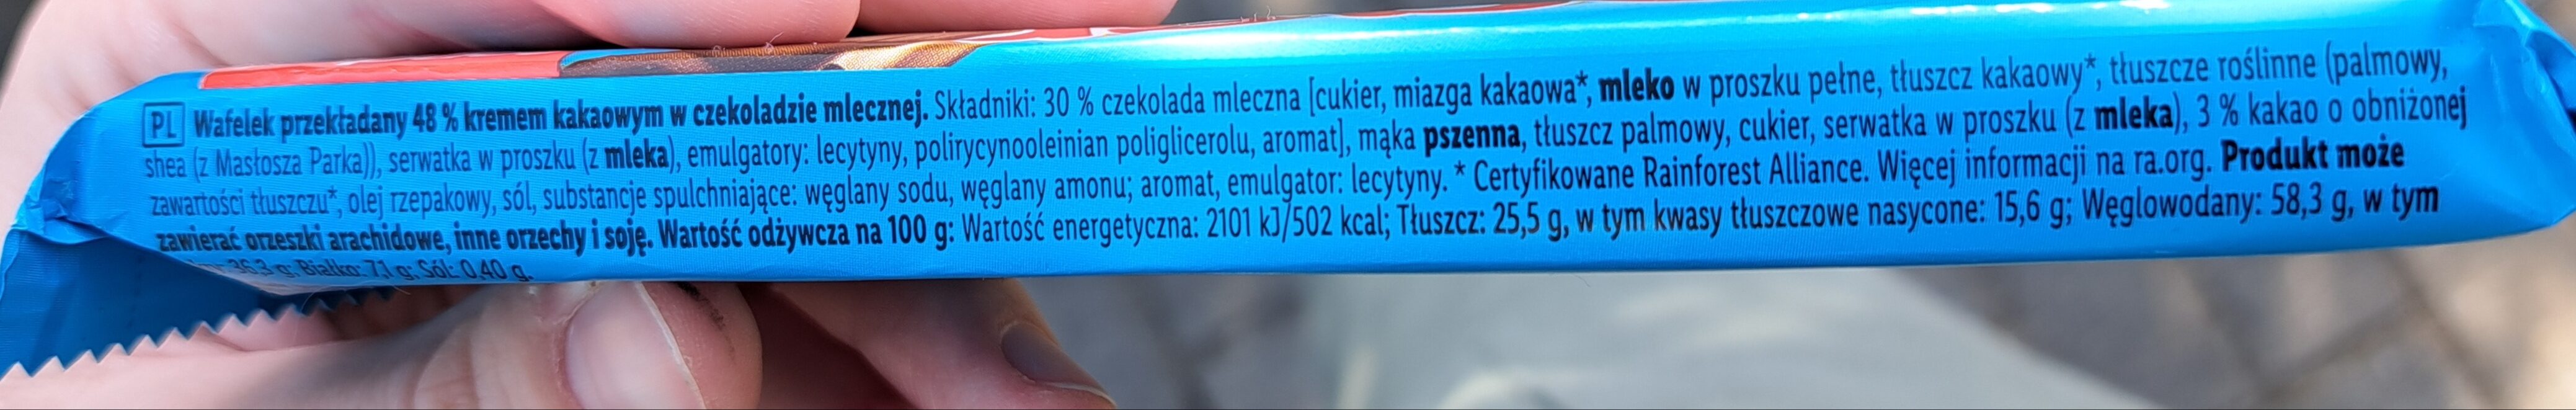 PL Wafelek przekładany 48 % kremem kakaowym w czekoladzie mlecznej. Składniki: 30 % czekolada mleczna [cukier, miazga kakaowa*, mleko w proszku pełne, tłuszcz kakaowy*, tłuszcze roślinne (palmowy,
shea (z Masłosza Parka)), serwatka w proszku (z mleka), emulgatory: lecytyny, polirycynooleinian poliglicerolu, aromat], mąka pszenna, tłuszcz palmowy, cukier, serwatka w proszku (z mleka), 3 % kakao o obniżonej
zawartości tłuszczu*, olej rzepakowy, sól, substancje spulchniające: węglany sodu, węglany amonu; aromat, emulgator: lecytyny. * Certyfikowane Rainforest Alliance. Więcej informacji na ra.org. Produkt może
zawierać orzeszki arachidowe, inne orzechy i soję. Wartość odżywcza na 100 g: Wartość energetyczna: 2101 kJ/502 kcal; Tłuszcz: 25,5 g, w tym kwasy tłuszczowe nasycone: 15,6 g; Węglowodany: 58,3 g, w tym
36,3 g; Białko: 7,1 g; Sól: 0,40 g.